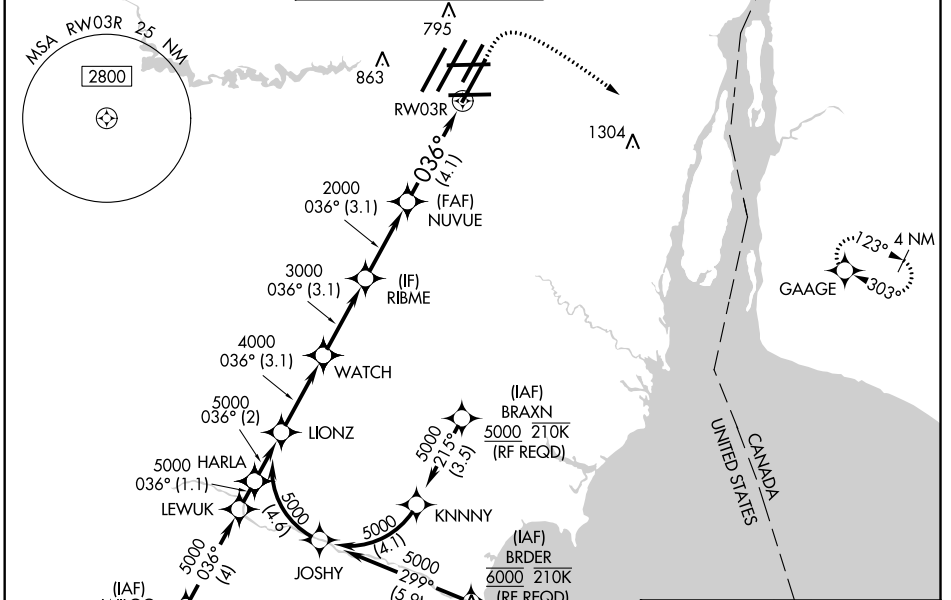 MSA RW03R 25 NM
2800
795
863
RW03R
1304
036°
(4.1)
2000
036° (3.1)
(FAF)
NUVUE
123° 4 NM
303°
GAAGE
3000
036° (3.1)
(IF)
RIBME
4000
036° (3.1)
WATCH
5000
036° (2)
LIONZ
(IAF)
BRAXN
5000 210K
(RF REQD)
5000
215°
(3.5)
CANADA
UNITED STATES
5000
036° (1.1)
HARLA
LEWUK
5000
(4.6)
KNNNY
5000
(4.1)
JOSHY
5000
036°
(4)
5000
299°
(IAF)
BRDER
6000 210K
(RF REQD)
(IAF)